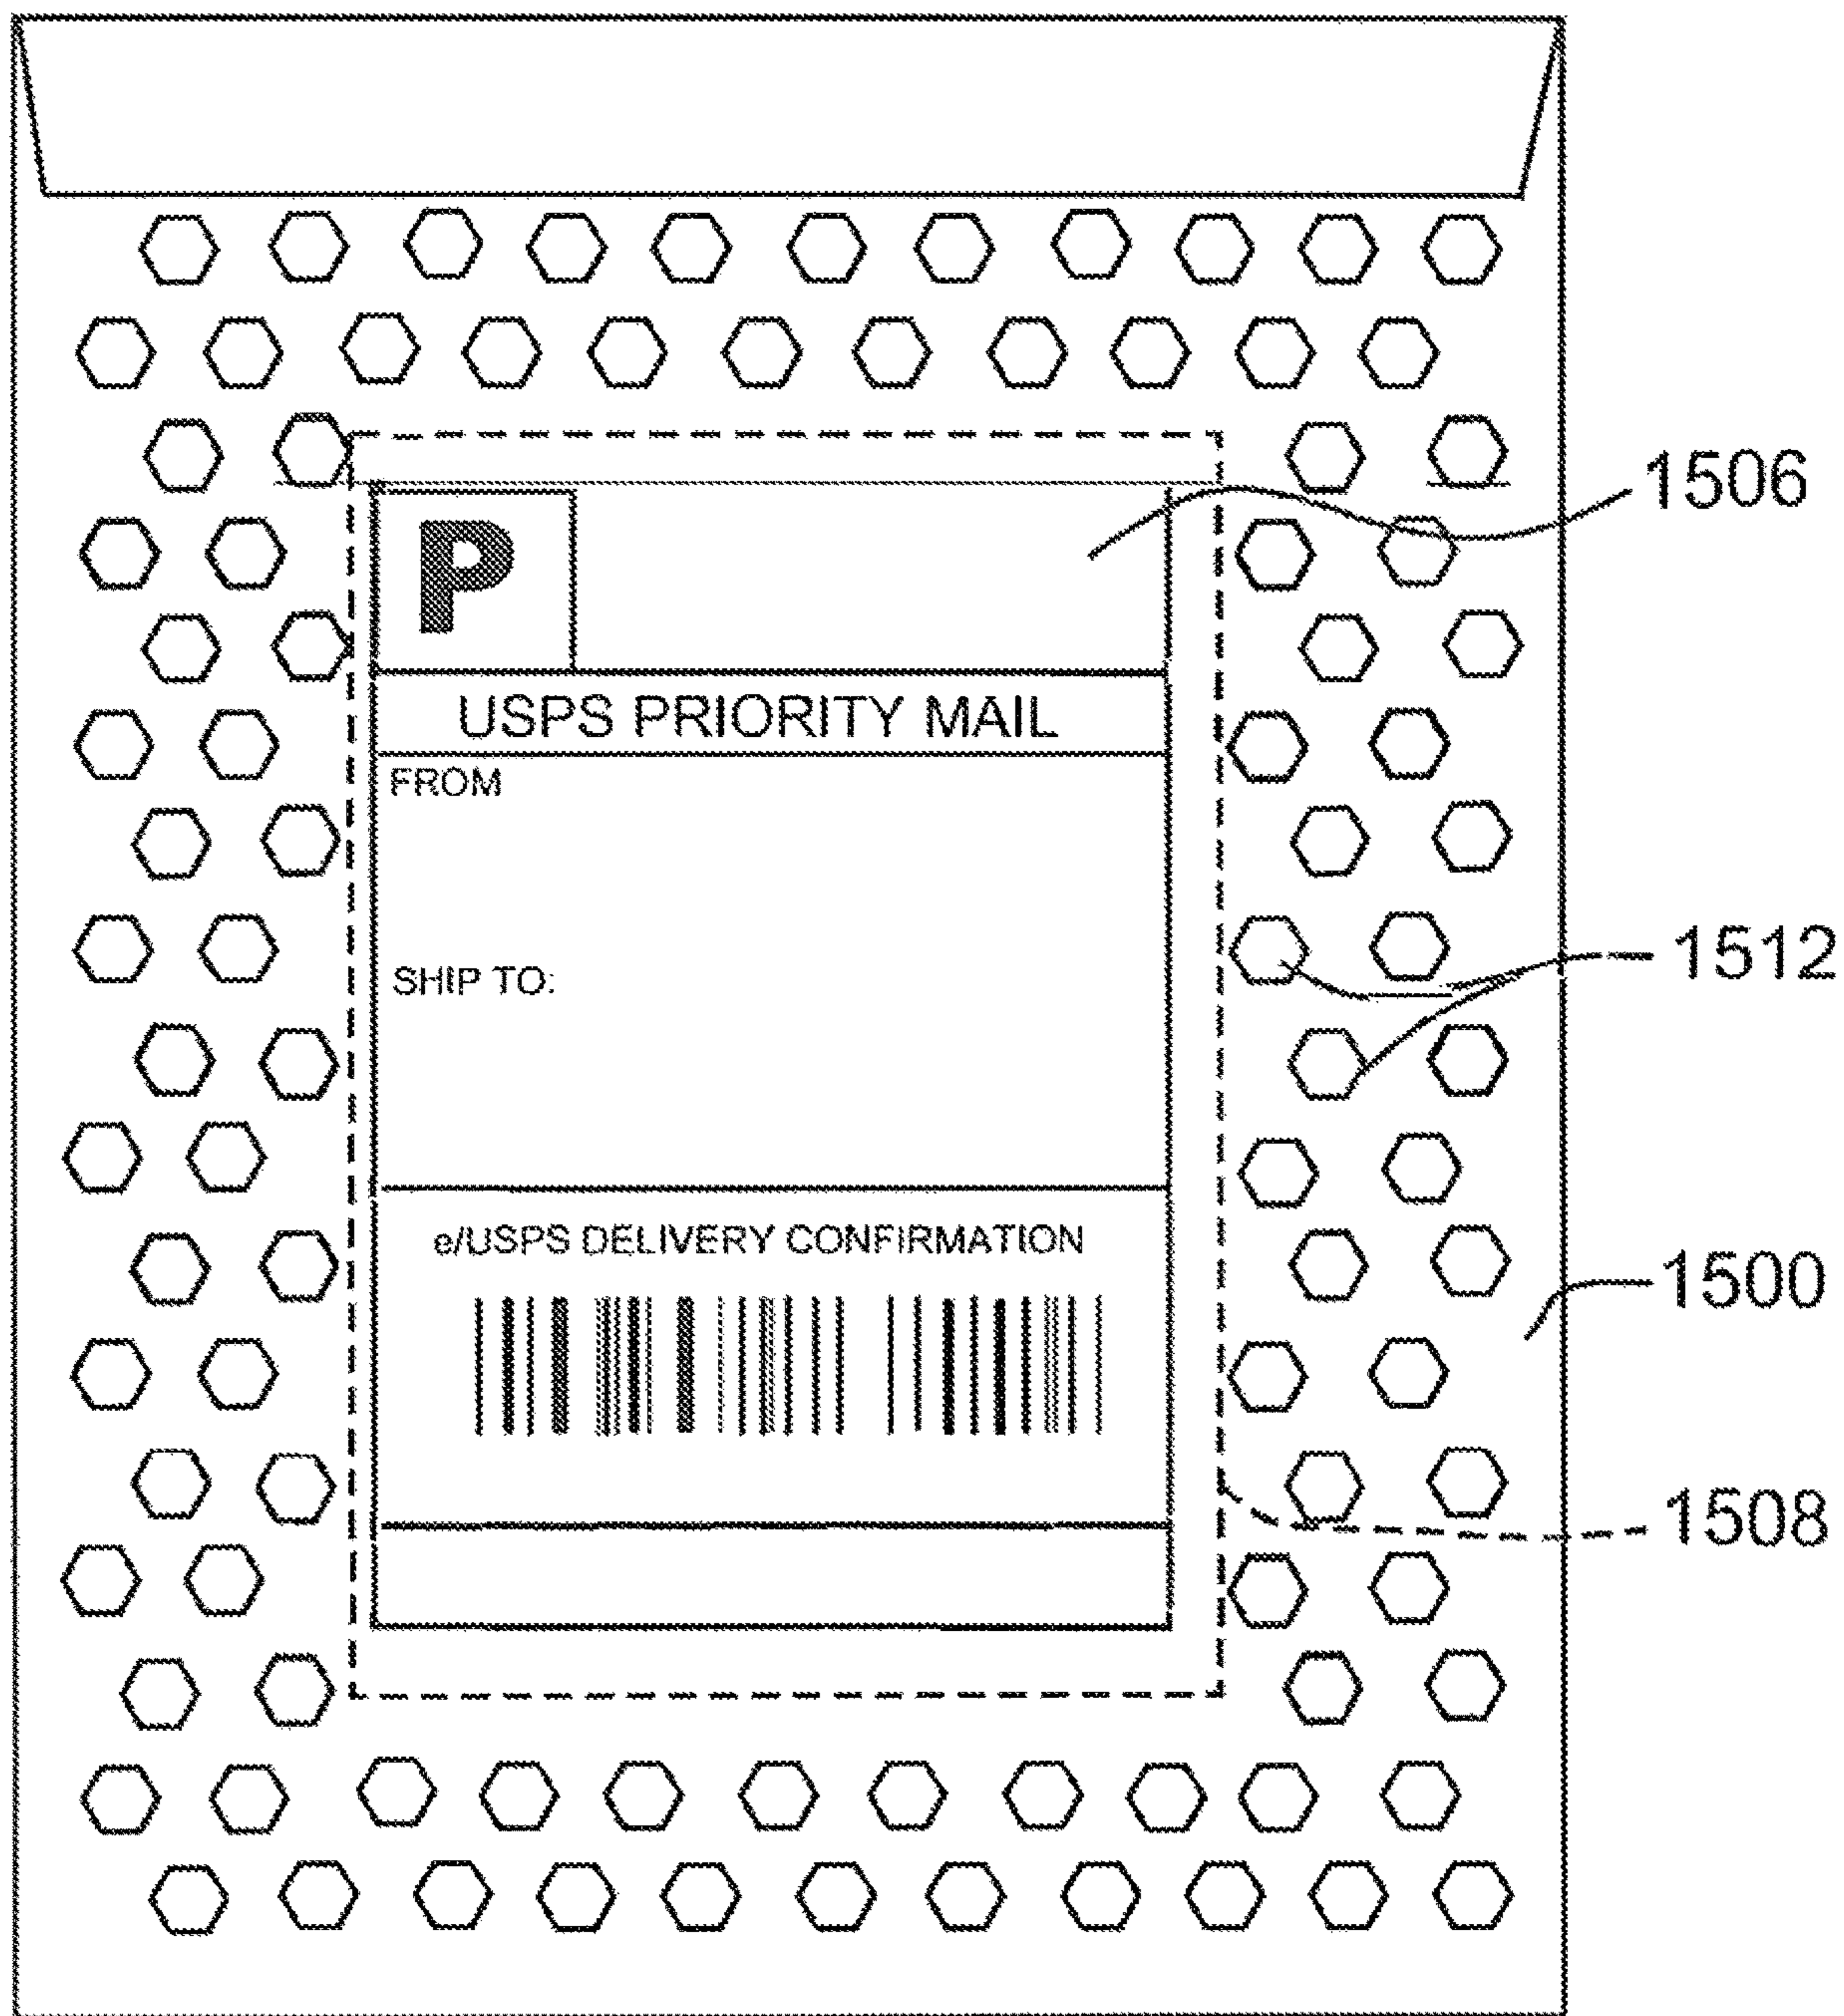 1506
P
USPS PRIORITY MAIL
FROM
SHIP TO:
1512
e/USPS DELIVERY CONFIRMATION
1500
1508